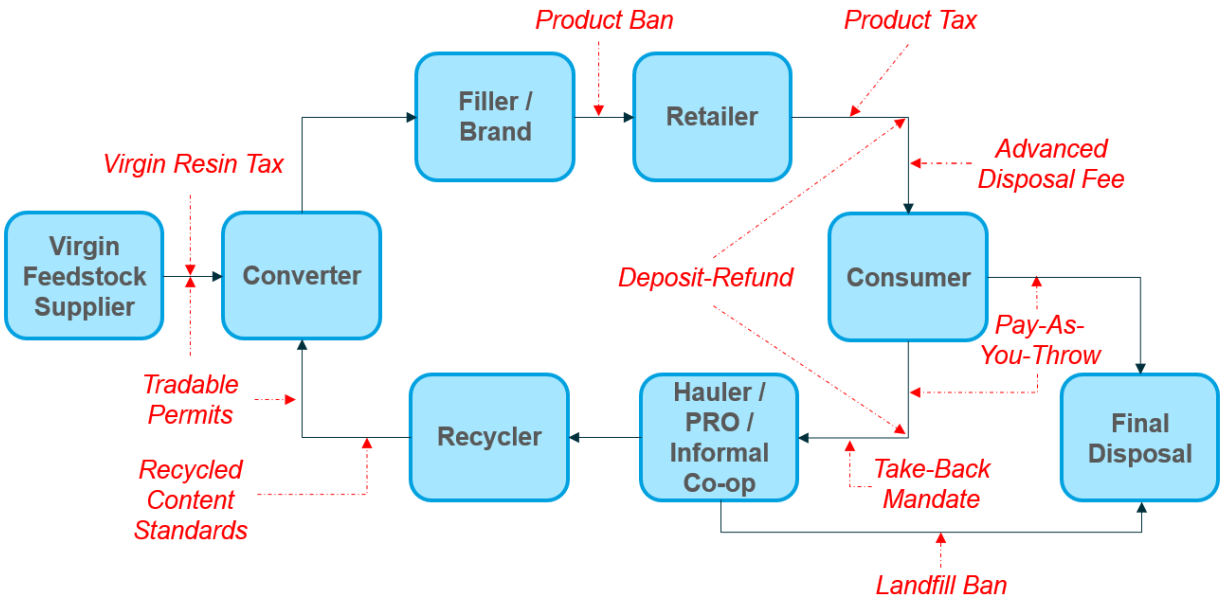 Product Ban
Product Tax
Filler /
Brand
Retailer
Virgin Resin Tax
Advanced
Disposal Fee
Virgin
Feedstock
Supplier
Converter
Deposit-Refund
Consumer
Pay-As-
You-Throw
Tradable
Permits
Recycler
Hauler /
PRO /
Informal
Co-op
Final
Disposal
Recycled
Content
Standards
Take-Back
Mandate
Landfill Ban